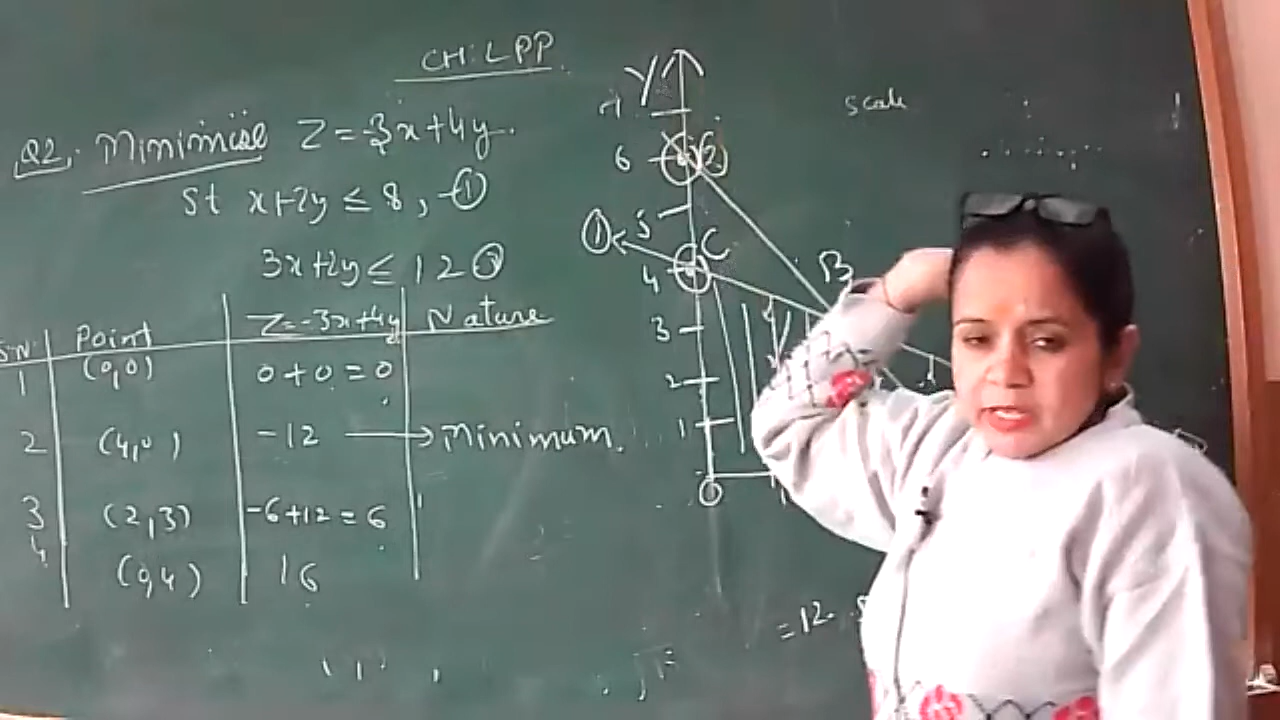 CH: LPP
Q2. Minimise Z = -3x + 4y.
st x+2y ≤ 8, -①
3x+2y ≤ 12 ②
S.N. Point Z=-3x+4y Nature
1 (0,0) 0+0=0
2 (4,0) -12 → Minimum.
3 (2,3) -6+12=6
4 (0,4) 16
Y
Scale
6 ②
5
① C
4
B
3
2
1
O
=12